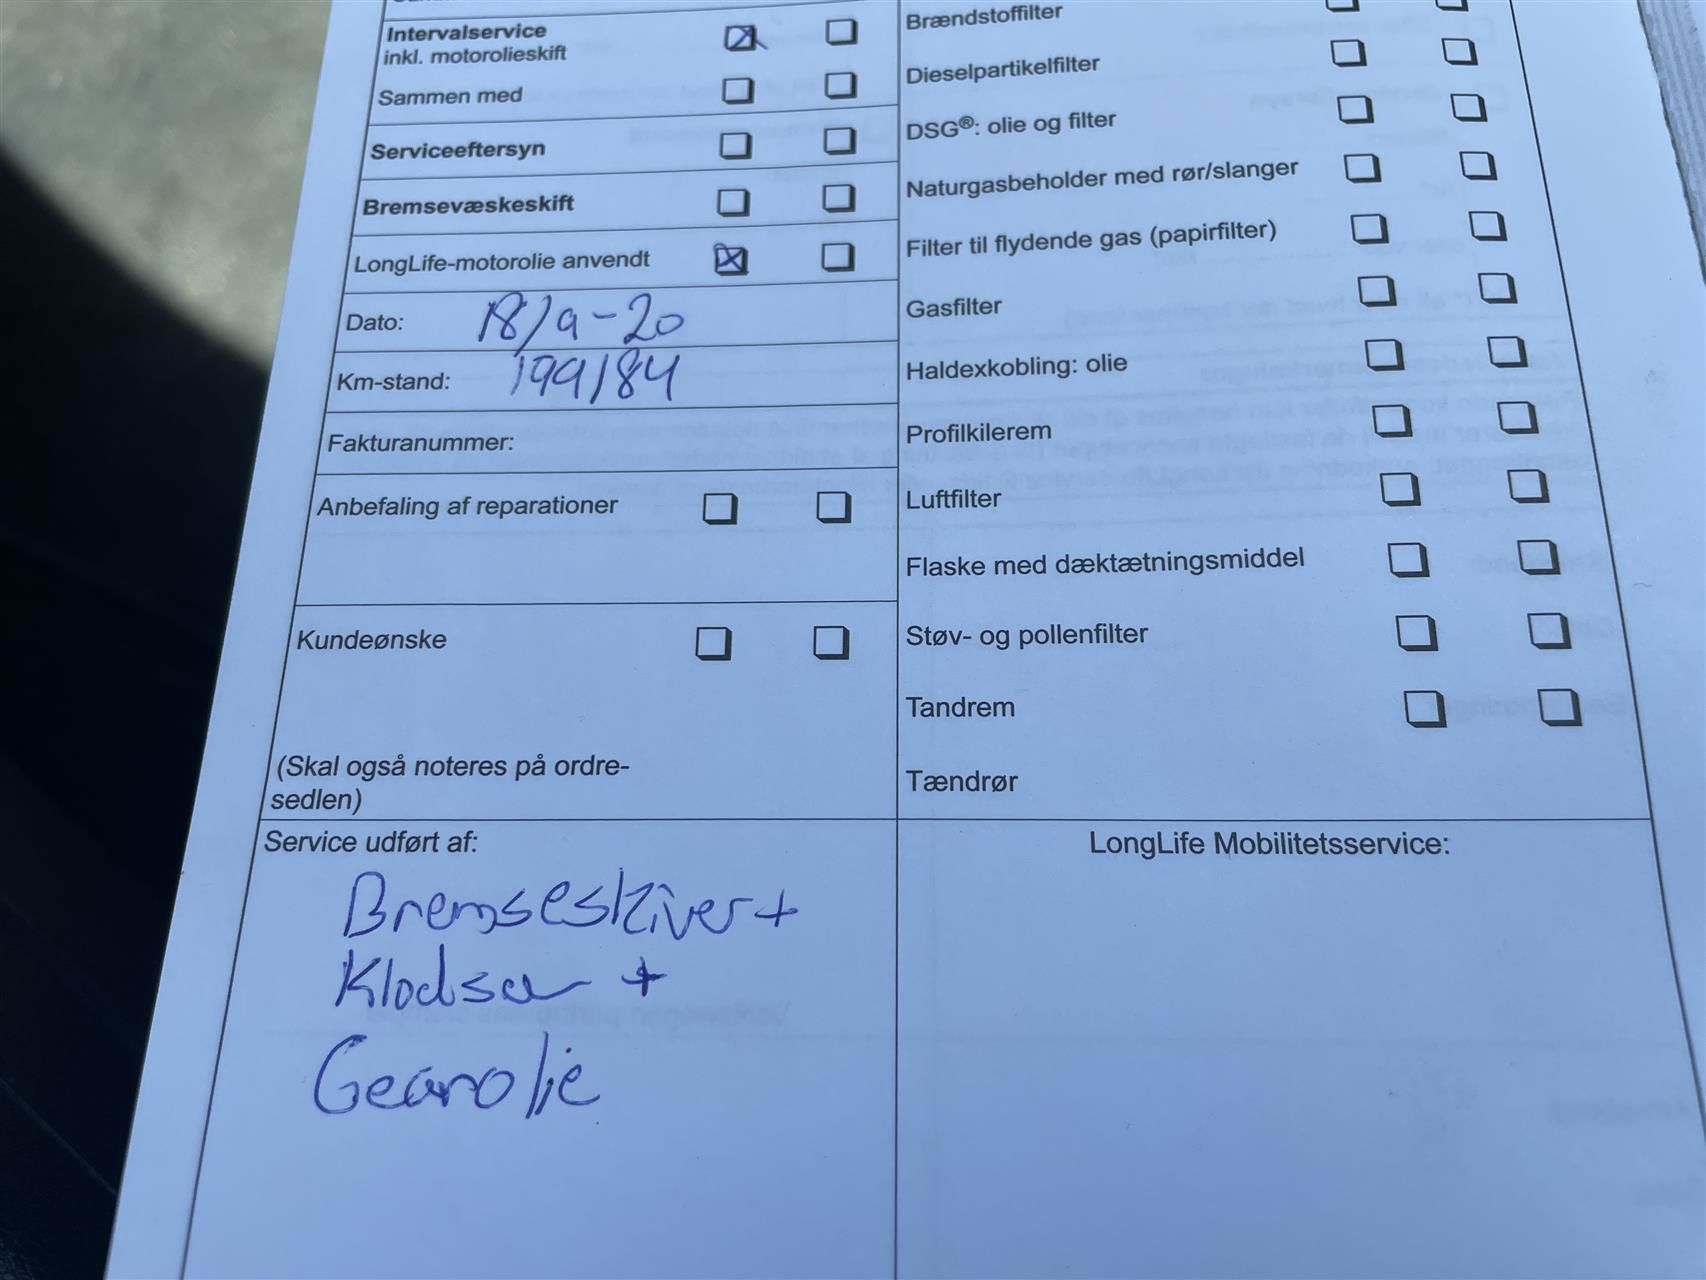 Intervalservice
inkl. motorolieskift
Sammen med
Serviceeftersyn
Bremsevæskeskift
LongLife-motorolie anvendt
Dato: 18/9-20
Km-stand: 199184
Fakturanummer:
Anbefaling af reparationer
Kundeønske
(Skal også noteres på ordre-
sedlen)
Brændstoffilter
Dieselpartikelfilter
DSG®: olie og filter
Naturgasbeholder med rør/slanger
Filter til flydende gas (papirfilter)
Gasfilter
Haldexkobling: olie
Profilkilerem
Luftfilter
Flaske med dæktætningsmiddel
Støv- og pollenfilter
Tandrem
Tændrør
Service udført af:
Bremseskiver +
Klodser +
Gearolie
LongLife Mobilitetsservice: